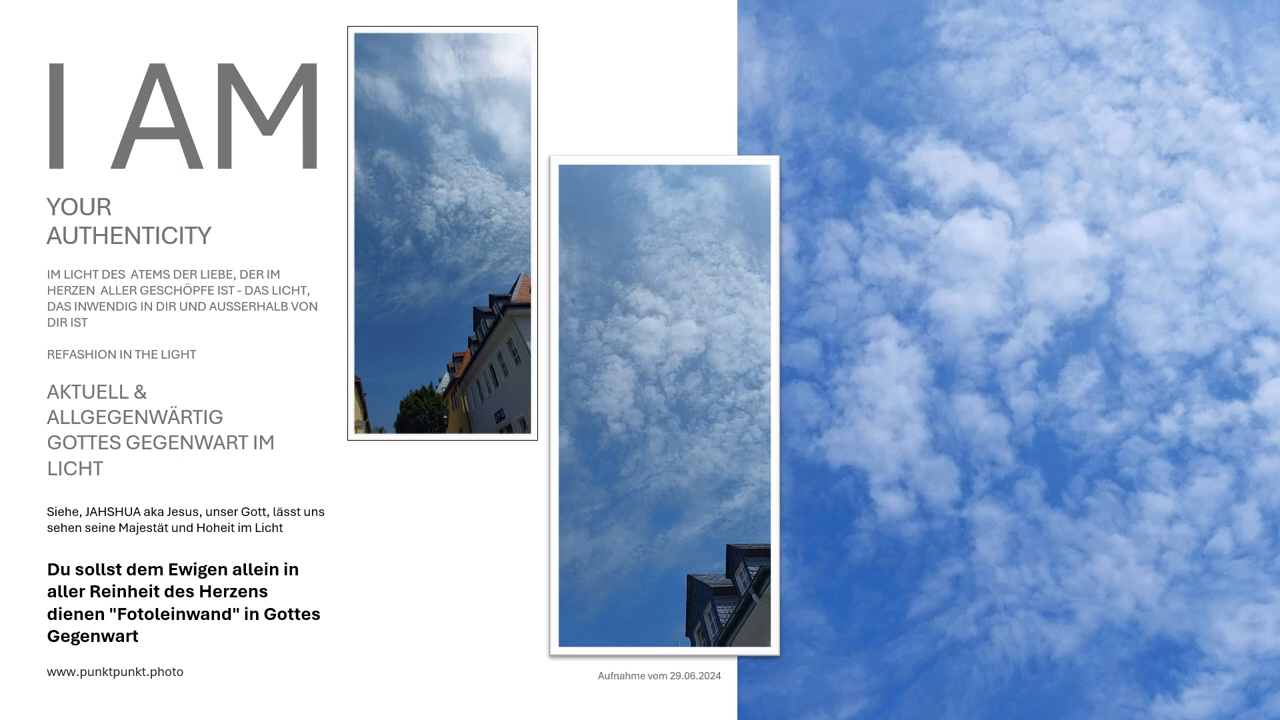 I AM
YOUR
AUTHENTICITY
IM LICHT DES  ATEMS DER LIEBE, DER IM
HERZEN  ALLER GESCHÖPFE IST - DAS LICHT,
DAS INWENDIG IN DIR UND AUSSERHALB VON
DIR IST
REFASHION IN THE LIGHT
AKTUELL &
ALLGEGENWÄRTIG
GOTTES GEGENWART IM
LICHT
Siehe, JAHSHUA aka Jesus, unser Gott, lässt uns
sehen seine Majestät und Hoheit im Licht
Du sollst dem Ewigen allein in
aller Reinheit des Herzens
dienen "Fotoleinwand" in Gottes
Gegenwart
www.punktpunkt.photo
Aufnahme vom 29.06.2024